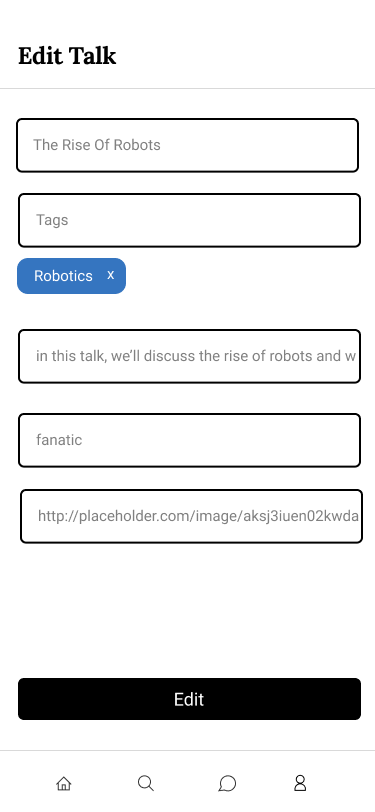 Edit Talk
The Rise Of Robots
Tags
Robotics x
in this talk, we’ll discuss the rise of robots and w
fanatic
http://placeholder.com/image/aksj3iuen02kwda
Edit